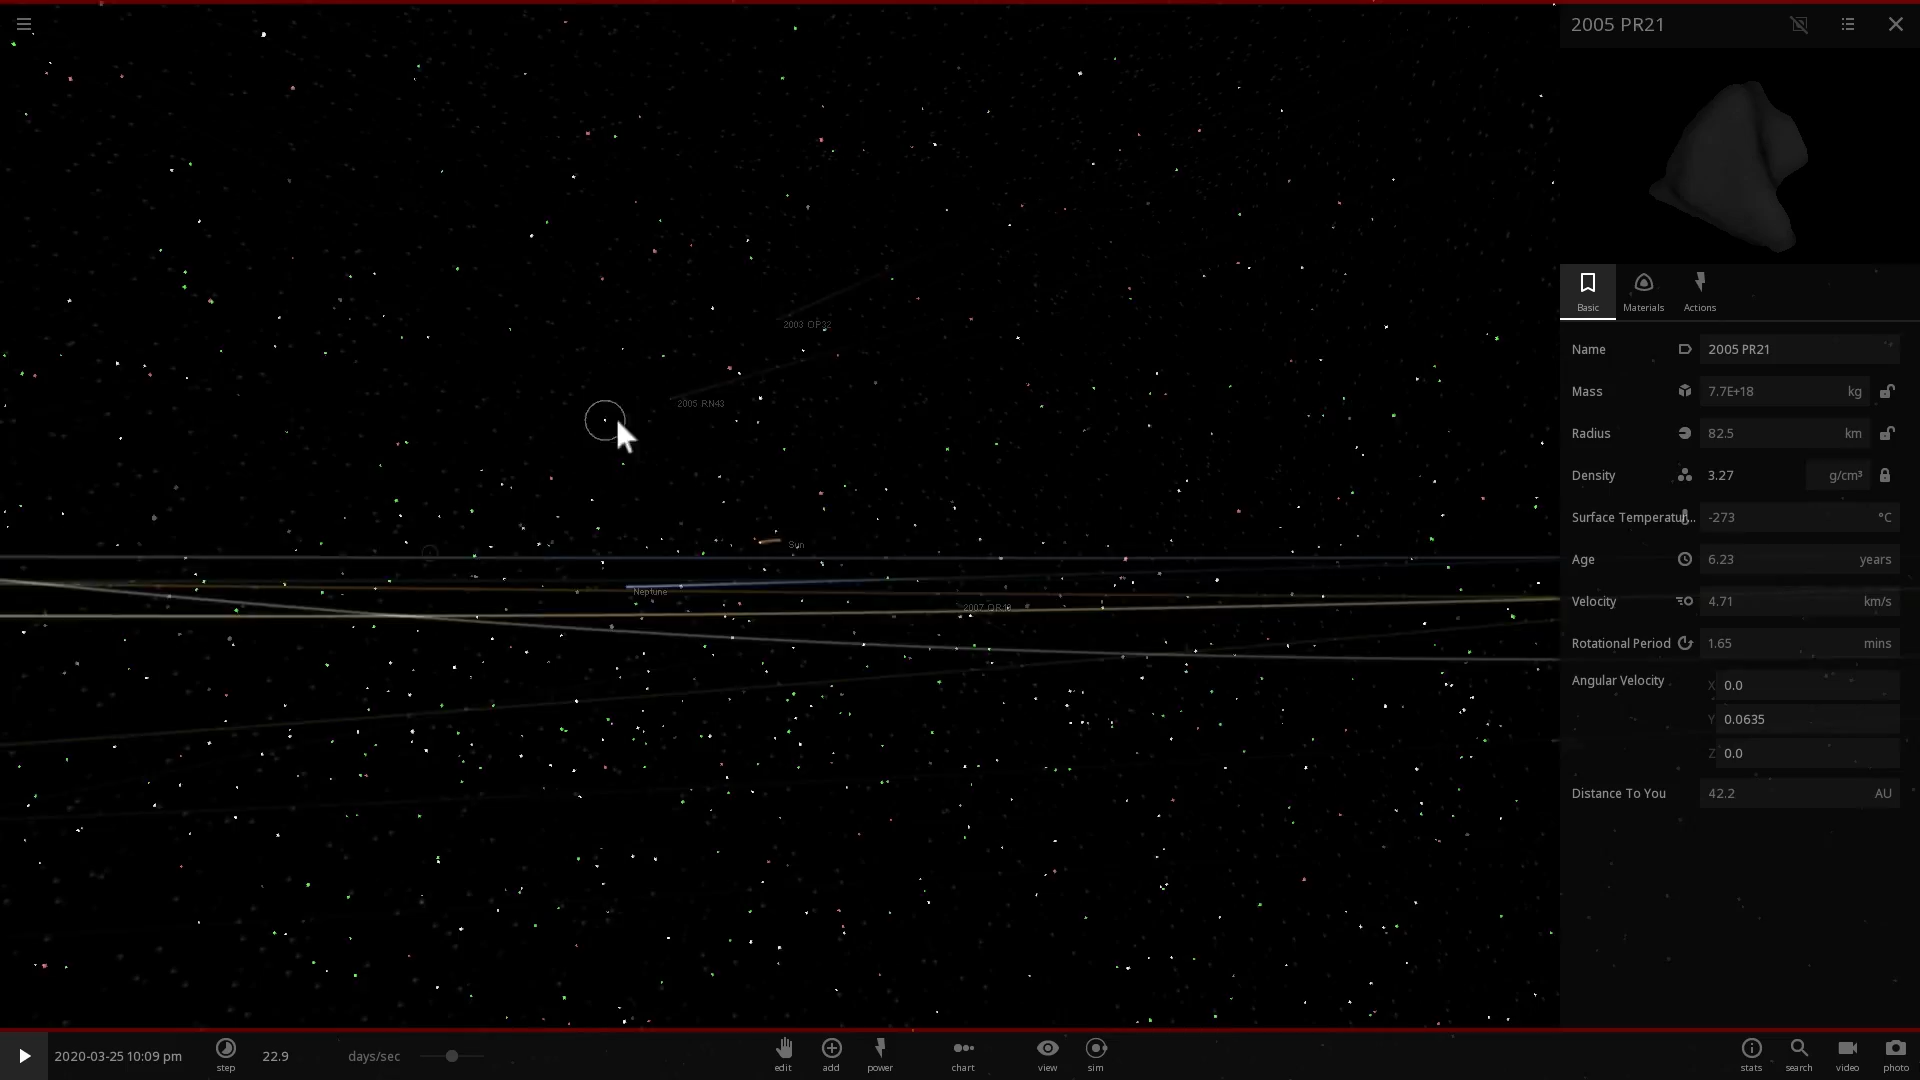 2005 PR21
Basic
Materials
Actions
Name
2005 PR21
Mass
7.7E+18
kg
Radius
82.5
km
Density
3.27
g/cm³
Surface Temperatur...
-273
°C
Age
6.23
years
Velocity
4.71
km/s
Rotational Period
1.65
mins
Angular Velocity
X
0.0
Y
0.0635
Z
0.0
Distance To You
42.2
AU
2003 OP32
2005 RN43
Sun
Neptune
2020-03-25 10:09 pm
step
22.9
days/sec
edit
add
power
chart
view
sim
stats
search
video
photo